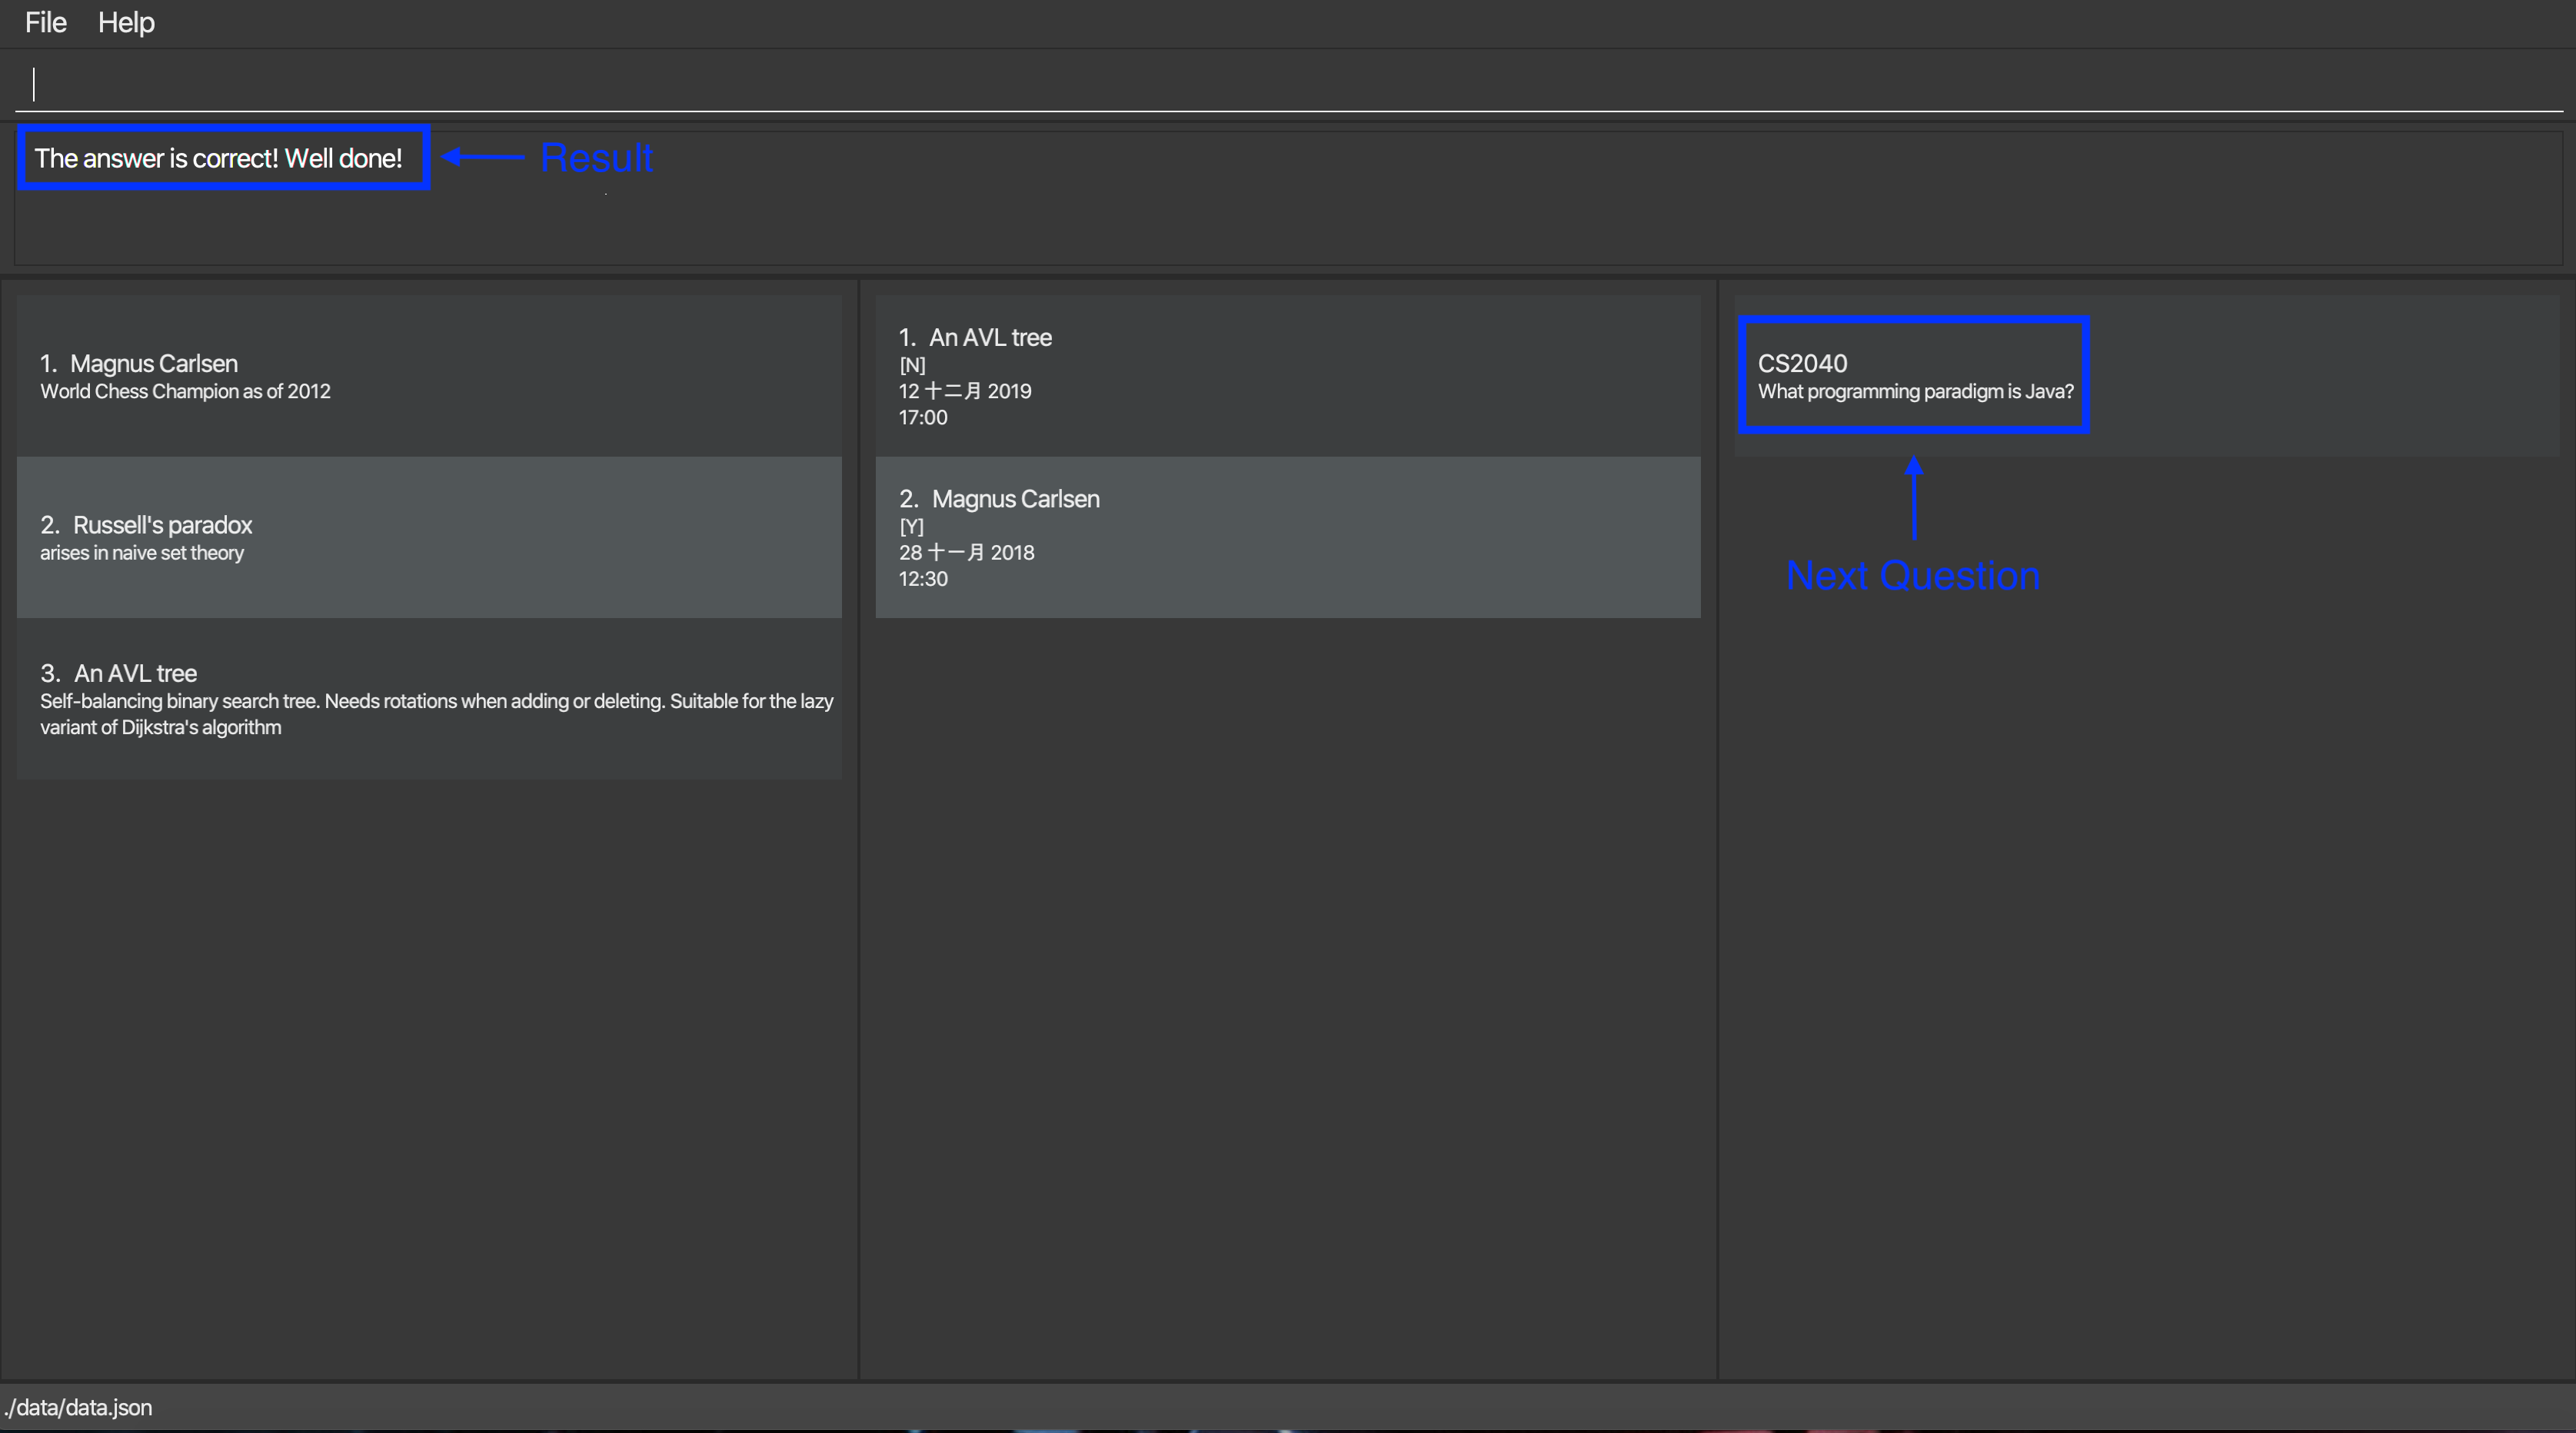 File Help
The answer is correct! Well done!
Result
1. Magnus Carlsen
World Chess Champion as of 2012
2. Russell's paradox
arises in naive set theory
3. An AVL tree
Self-balancing binary search tree. Needs rotations when adding or deleting. Suitable for the lazy
variant of Dijkstra's algorithm
1. An AVL tree
[N]
12 十二月 2019
17:00
2. Magnus Carlsen
[Y]
28 十一月 2018
12:30
CS2040
What programming paradigm is Java?
Next Question
./data/data.json